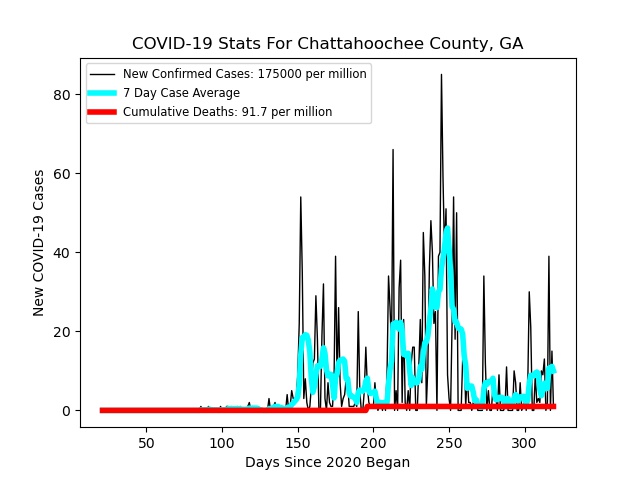 COVID-19 Stats For Chattahoochee County, GA
New Confirmed Cases: 175000 per million
7 Day Case Average
Cumulative Deaths: 91.7 per million
New COVID-19 Cases
80
60
40
20
0
50 100 150 200 250 300
Days Since 2020 Began